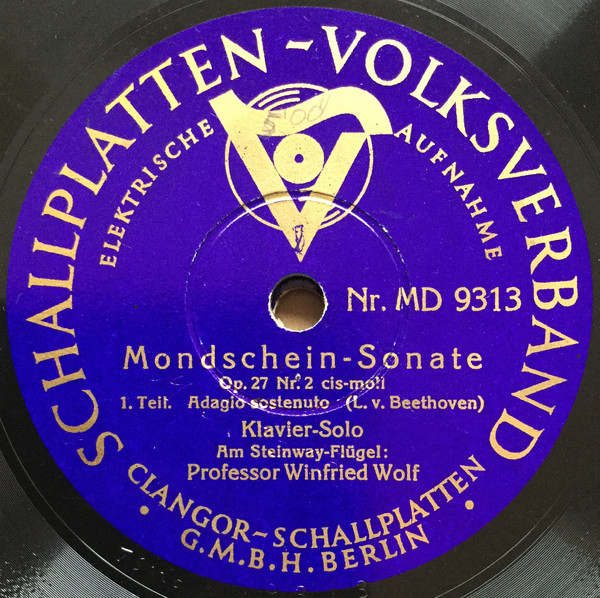 SCHALLPLATTEN-VOLKSVERBAND
ELEKTRISCHE AUFNAHME
Nr. MD 9313
Mondschein-Sonate
Op. 27 Nr. 2 cis-moll
1. Teil. Adagio sostenuto - (L. v. Beethoven)
Klavier-Solo
Am Steinway-Flügel:
Professor Winfried Wolf
CLANGOR-SCHALLPLATTEN
G.M.B.H. BERLIN